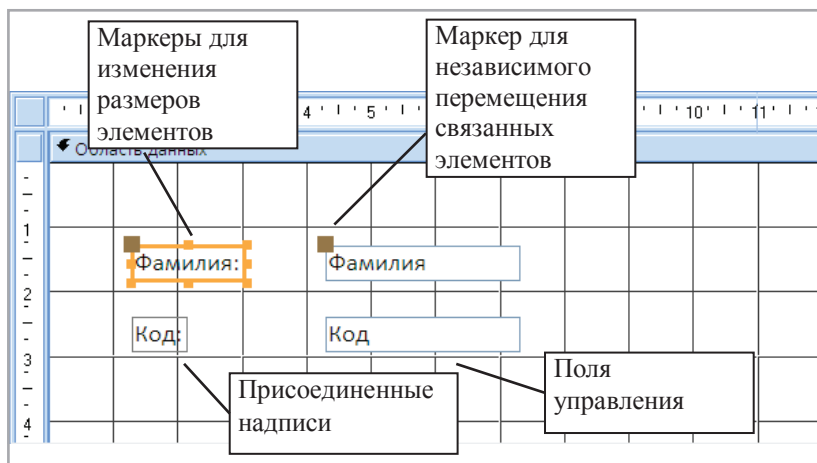 Маркеры для
изменения
размеров
элементов
Маркер для
независимого
перемещения
связанных
элементов
4 5 10 11
Область данных
1
Фамилия: Фамилия
2
Код: Код
3
Присоединенные
надписи
Поля
управления
4